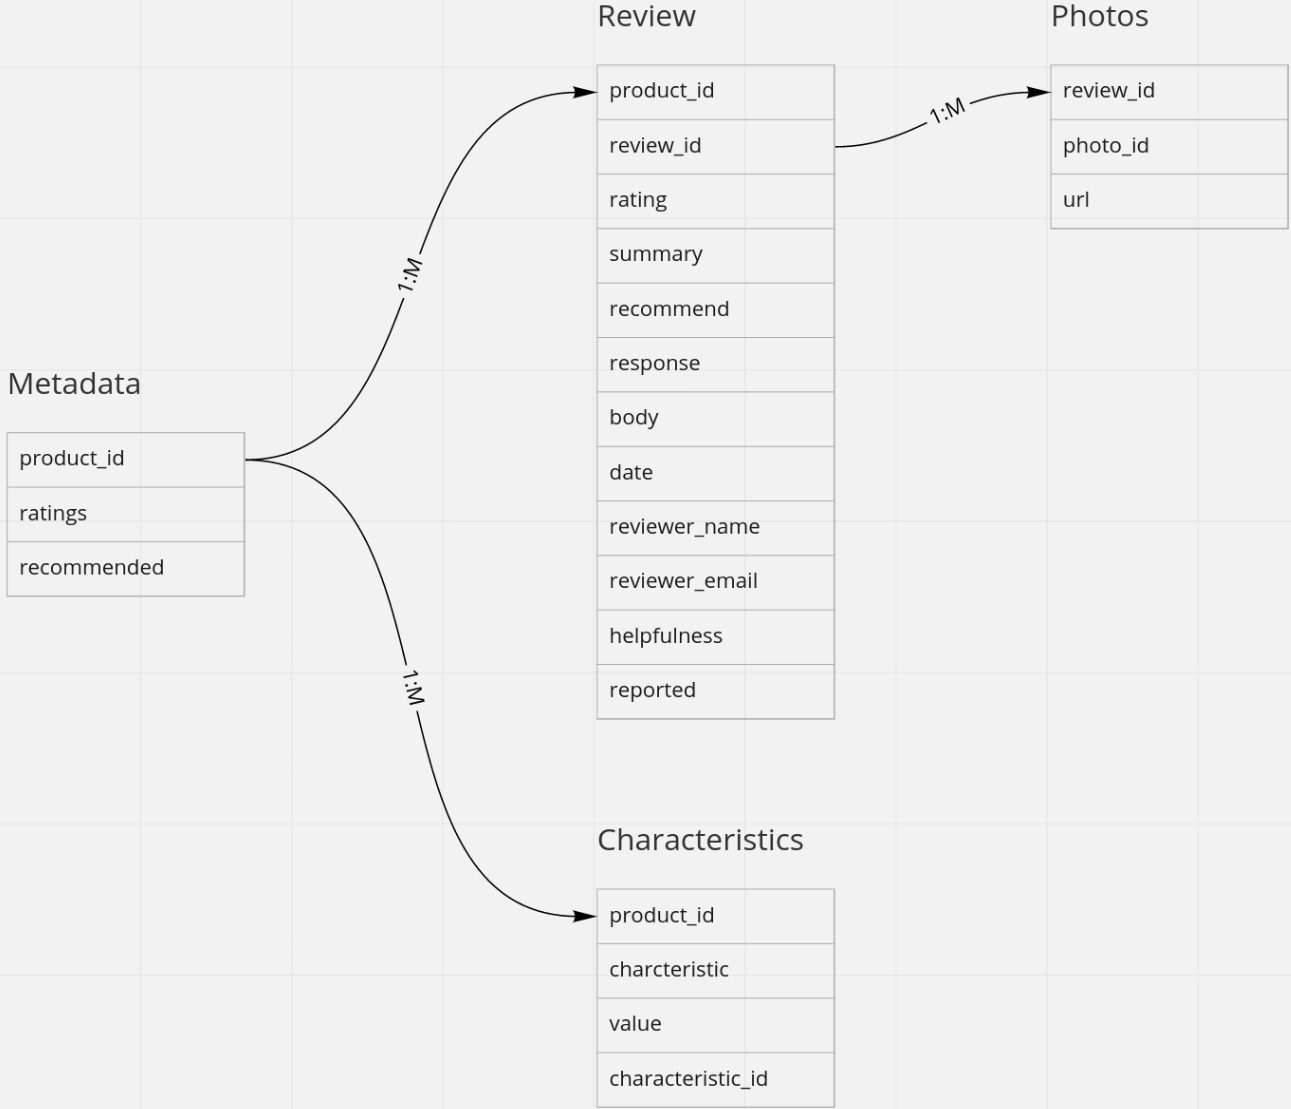 Review
product_id
review_id
rating
summary
recommend
response
body
date
reviewer_name
reviewer_email
helpfulness
reported
1:M
Photos
review_id
photo_id
url
1:M
Metadata
product_id
ratings
recommended
1:M
Characteristics
product_id
charcteristic
value
characteristic_id